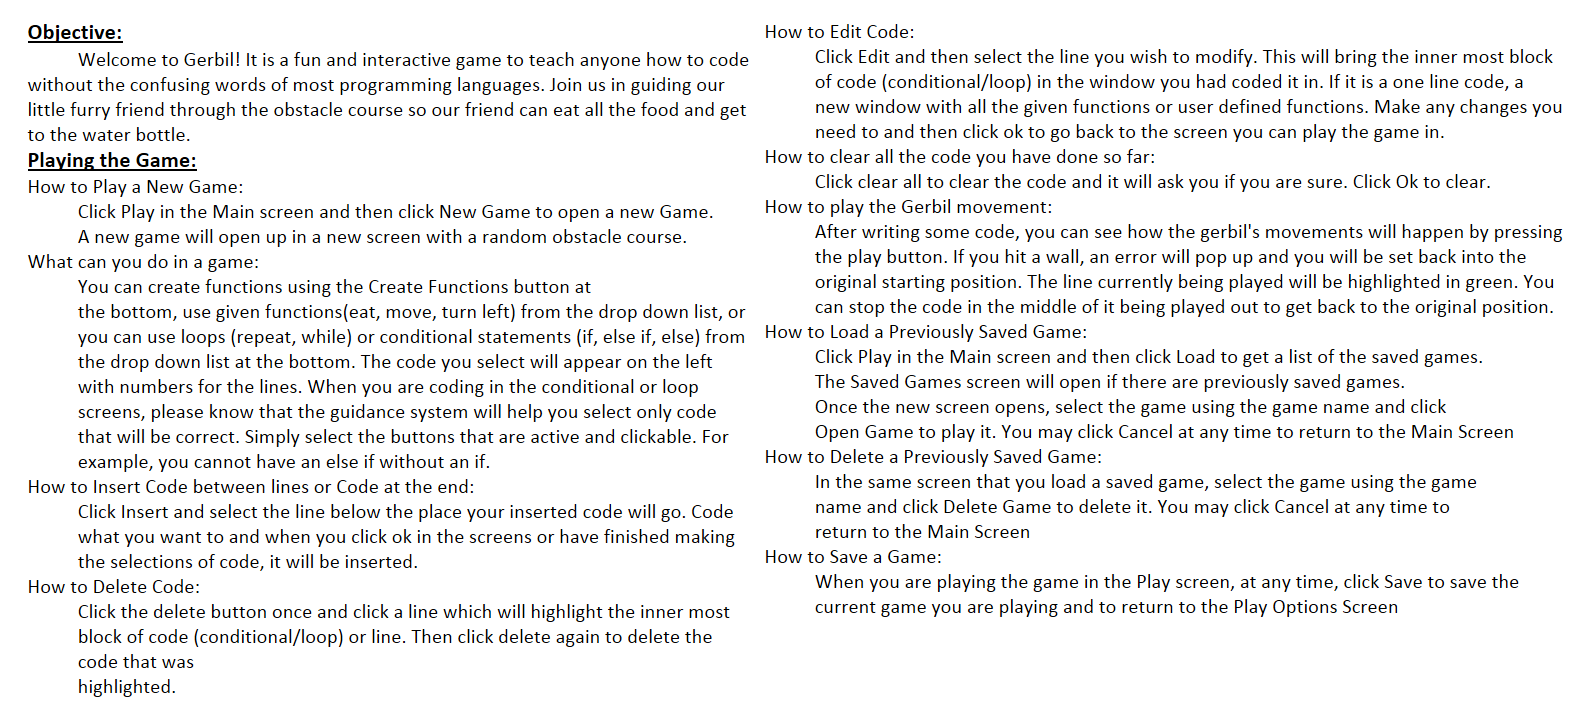 Objective:
Welcome to Gerbil! It is a fun and interactive game to teach anyone how to code
without the confusing words of most programming languages. Join us in guiding our
little furry friend through the obstacle course so our friend can eat all the food and get
to the water bottle.
Playing the Game:
How to Play a New Game:
Click Play in the Main screen and then click New Game to open a new Game.
A new game will open up in a new screen with a random obstacle course.
What can you do in a game:
You can create functions using the Create Functions button at
the bottom, use given functions(eat, move, turn left) from the drop down list, or
you can use loops (repeat, while) or conditional statements (if, else if, else) from
the drop down list at the bottom. The code you select will appear on the left
with numbers for the lines. When you are coding in the conditional or loop
screens, please know that the guidance system will help you select only code
that will be correct. Simply select the buttons that are active and clickable. For
example, you cannot have an else if without an if.
How to Insert Code between lines or Code at the end:
Click Insert and select the line below the place your inserted code will go. Code
what you want to and when you click ok in the screens or have finished making
the selections of code, it will be inserted.
How to Delete Code:
Click the delete button once and click a line which will highlight the inner most
block of code (conditional/loop) or line. Then click delete again to delete the
code that was
highlighted.
How to Edit Code:
Click Edit and then select the line you wish to modify. This will bring the inner most block
of code (conditional/loop) in the window you had coded it in. If it is a one line code, a
new window with all the given functions or user defined functions. Make any changes you
need to and then click ok to go back to the screen you can play the game in.
How to clear all the code you have done so far:
Click clear all to clear the code and it will ask you if you are sure. Click Ok to clear.
How to play the Gerbil movement:
After writing some code, you can see how the gerbil's movements will happen by pressing
the play button. If you hit a wall, an error will pop up and you will be set back into the
original starting position. The line currently being played will be highlighted in green. You
can stop the code in the middle of it being played out to get back to the original position.
How to Load a Previously Saved Game:
Click Play in the Main screen and then click Load to get a list of the saved games.
The Saved Games screen will open if there are previously saved games.
Once the new screen opens, select the game using the game name and click
Open Game to play it. You may click Cancel at any time to return to the Main Screen
How to Delete a Previously Saved Game:
In the same screen that you load a saved game, select the game using the game
name and click Delete Game to delete it. You may click Cancel at any time to
return to the Main Screen
How to Save a Game:
When you are playing the game in the Play screen, at any time, click Save to save the
current game you are playing and to return to the Play Options Screen